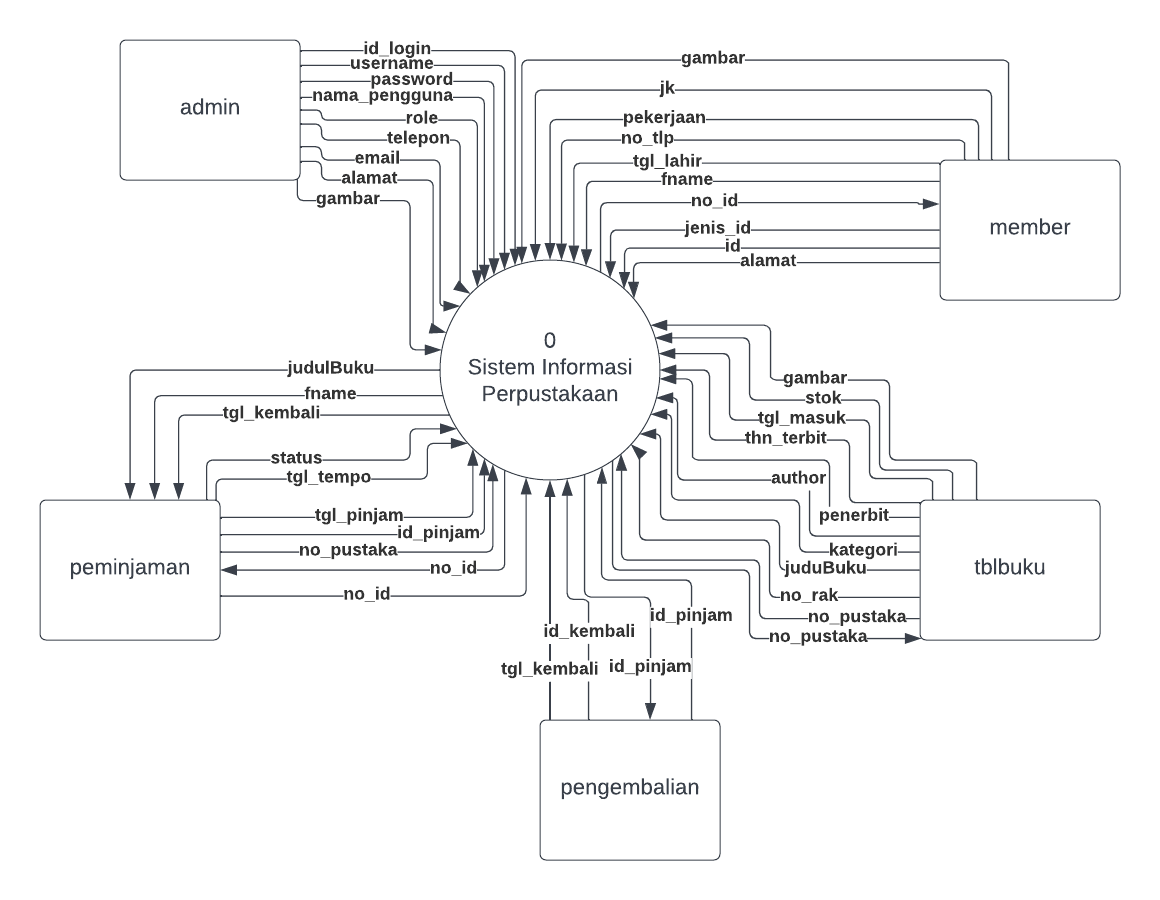 id_login
username
password
nama_pengguna
role
telepon
email
alamat
gambar
admin
gambar
jk
pekerjaan
no_tlp
tgl_lahir
fname
no_id
jenis_id
id
alamat
member
0
Sistem Informasi
Perpustakaan
judulBuku
fname
tgl_kembali
status
tgl_tempo
tgl_pinjam
id_pinjam
no_pustaka
no_id
no_id
peminjaman
gambar
stok
tgl_masuk
thn_terbit
author
penerbit
kategori
juduBuku
no_rak
no_pustaka
no_pustaka
tblbuku
id_pinjam
id_kembali
tgl_kembali
id_pinjam
pengembalian